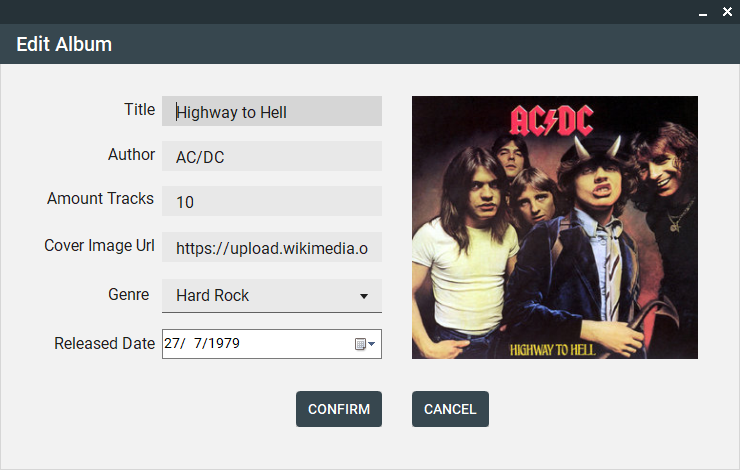 Edit Album
Title
Highway to Hell
Author
AC/DC
Amount Tracks
10
Cover Image Url
https://upload.wikimedia.o
Genre
Hard Rock
Released Date
27/ 7/1979
AC⚡DC
HIGHWAY TO HELL
CONFIRM
CANCEL